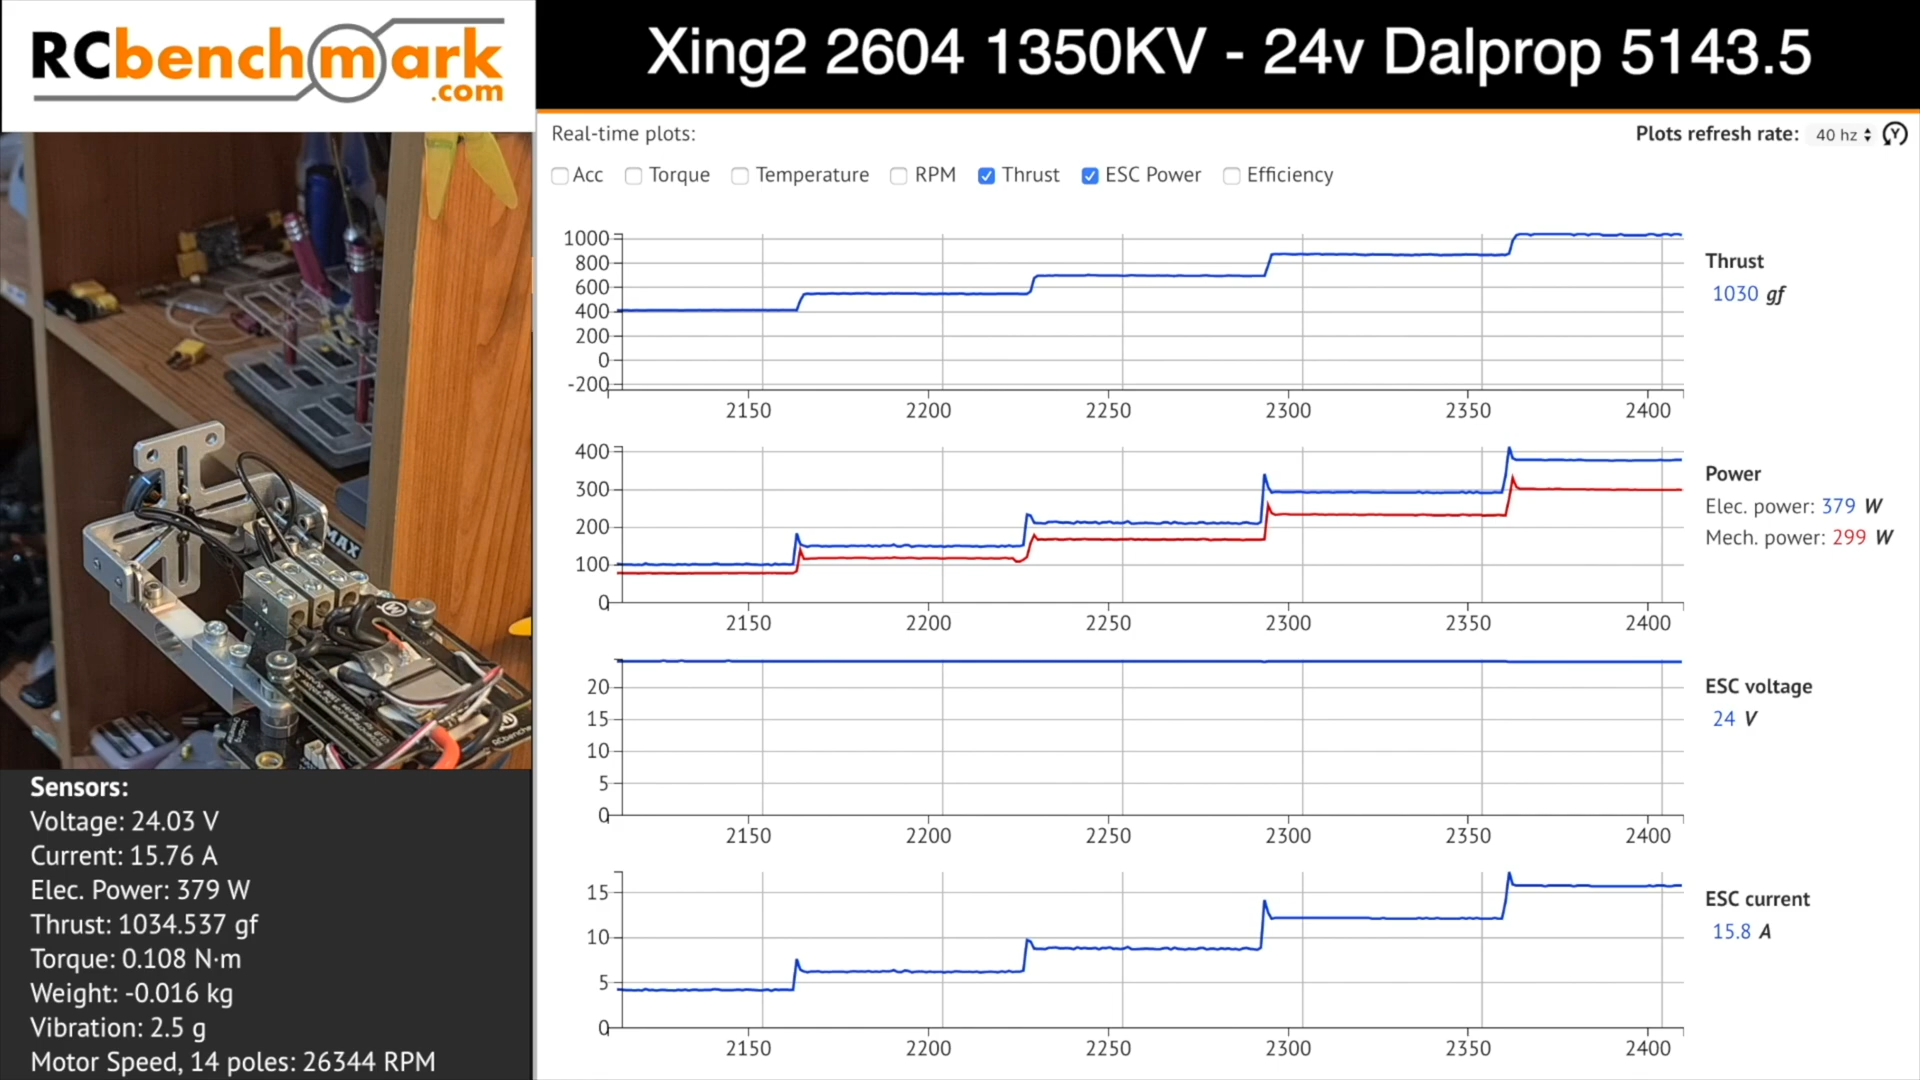 RCbenchmark
.com
Xing2 2604 1350KV - 24v Dalprop 5143.5
Real-time plots:
Plots refresh rate: 40 hz
Acc Torque Temperature RPM Thrust ESC Power Efficiency
1000
800
600
400
200
0
-200
2150 2200 2250 2300 2350 2400
Thrust
1030 gf
400
300
200
100
0
2150 2200 2250 2300 2350 2400
Power
Elec. power: 379 W
Mech. power: 299 W
20
15
10
5
0
2150 2200 2250 2300 2350 2400
ESC voltage
24 V
15
10
5
0
2150 2200 2250 2300 2350 2400
ESC current
15.8 A
MAX
Sensors:
Voltage: 24.03 V
Current: 15.76 A
Elec. Power: 379 W
Thrust: 1034.537 gf
Torque: 0.108 N·m
Weight: -0.016 kg
Vibration: 2.5 g
Motor Speed, 14 poles: 26344 RPM